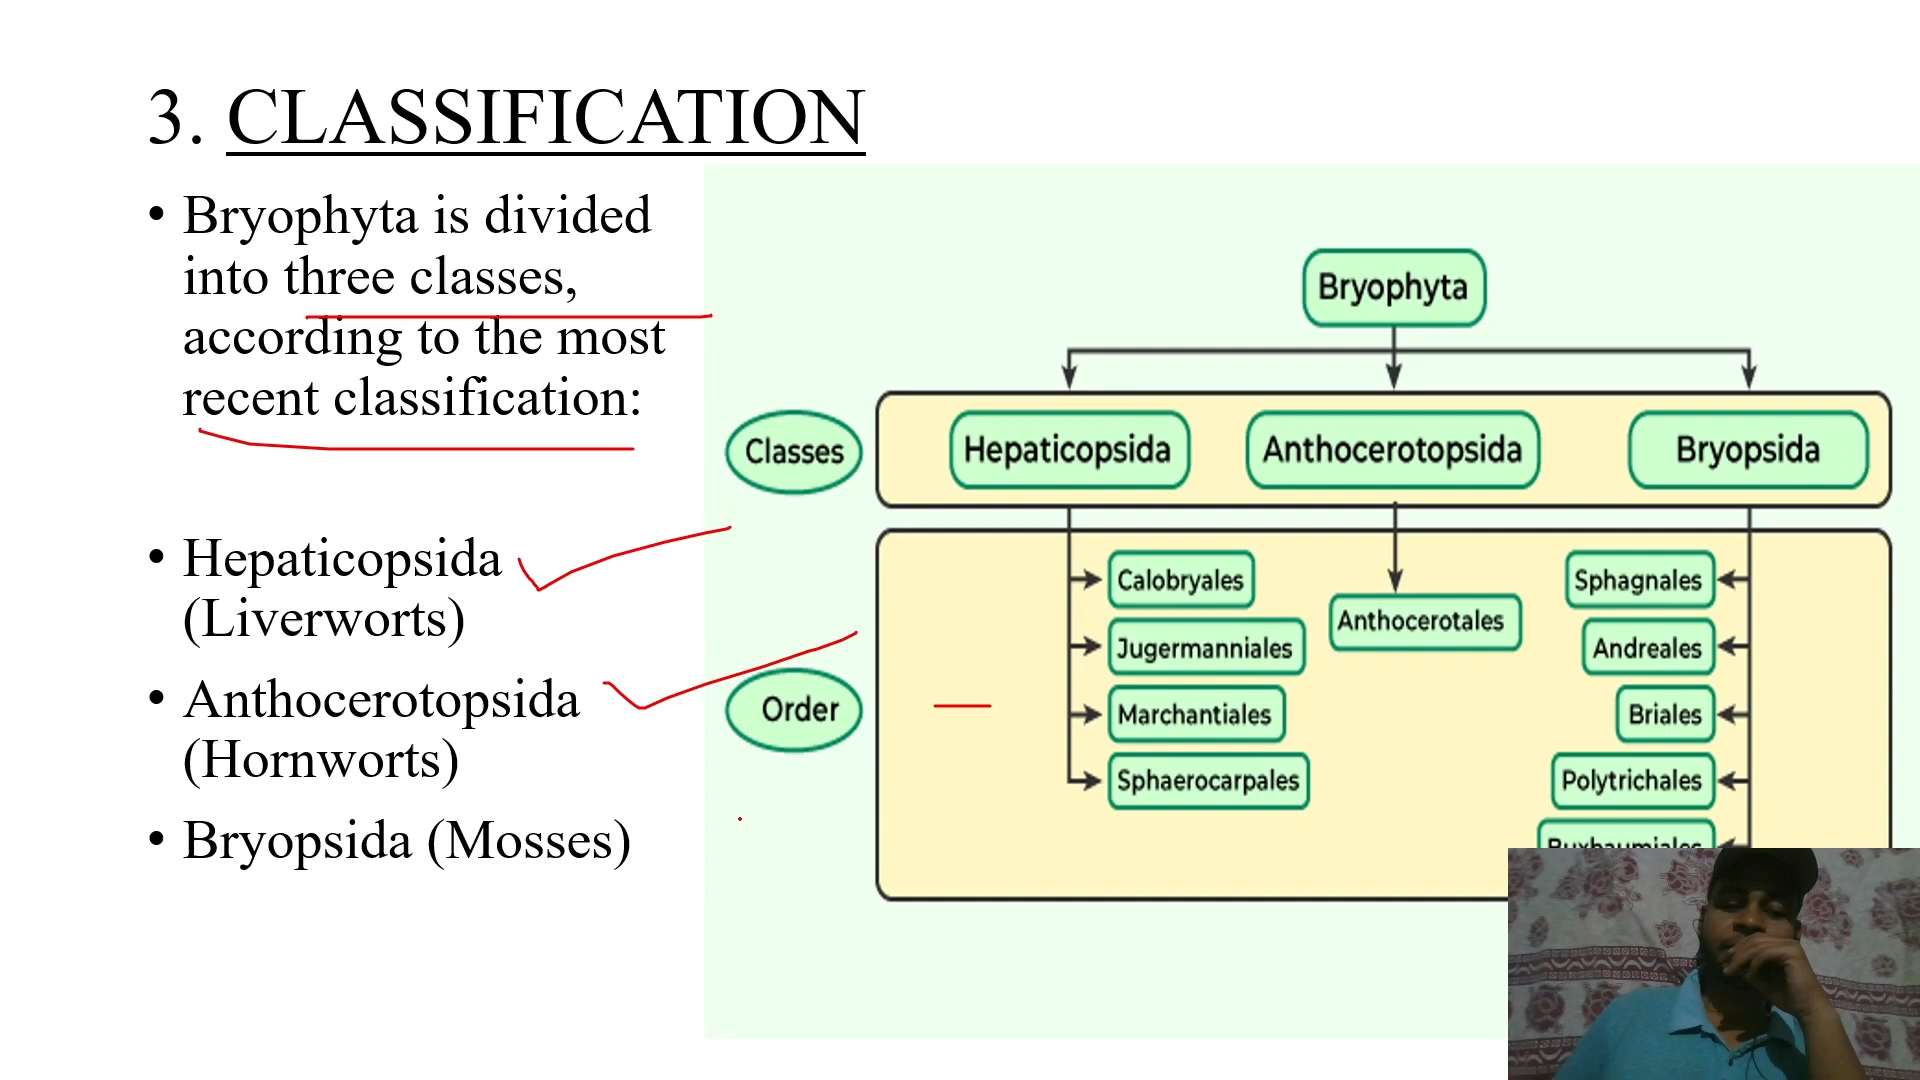 3. CLASSIFICATION
• Bryophyta is divided
into three classes,
according to the most
recent classification:
• Hepaticopsida
(Liverworts)
• Anthocerotopsida
(Hornworts)
• Bryopsida (Mosses)
Bryophyta
Classes
Hepaticopsida
Anthocerotopsida
Bryopsida
Order
Calobryales
Jugermanniales
Marchantiales
Sphaerocarpales
Anthocerotales
Sphagnales
Andreales
Briales
Polytrichales
Buxbaumiales